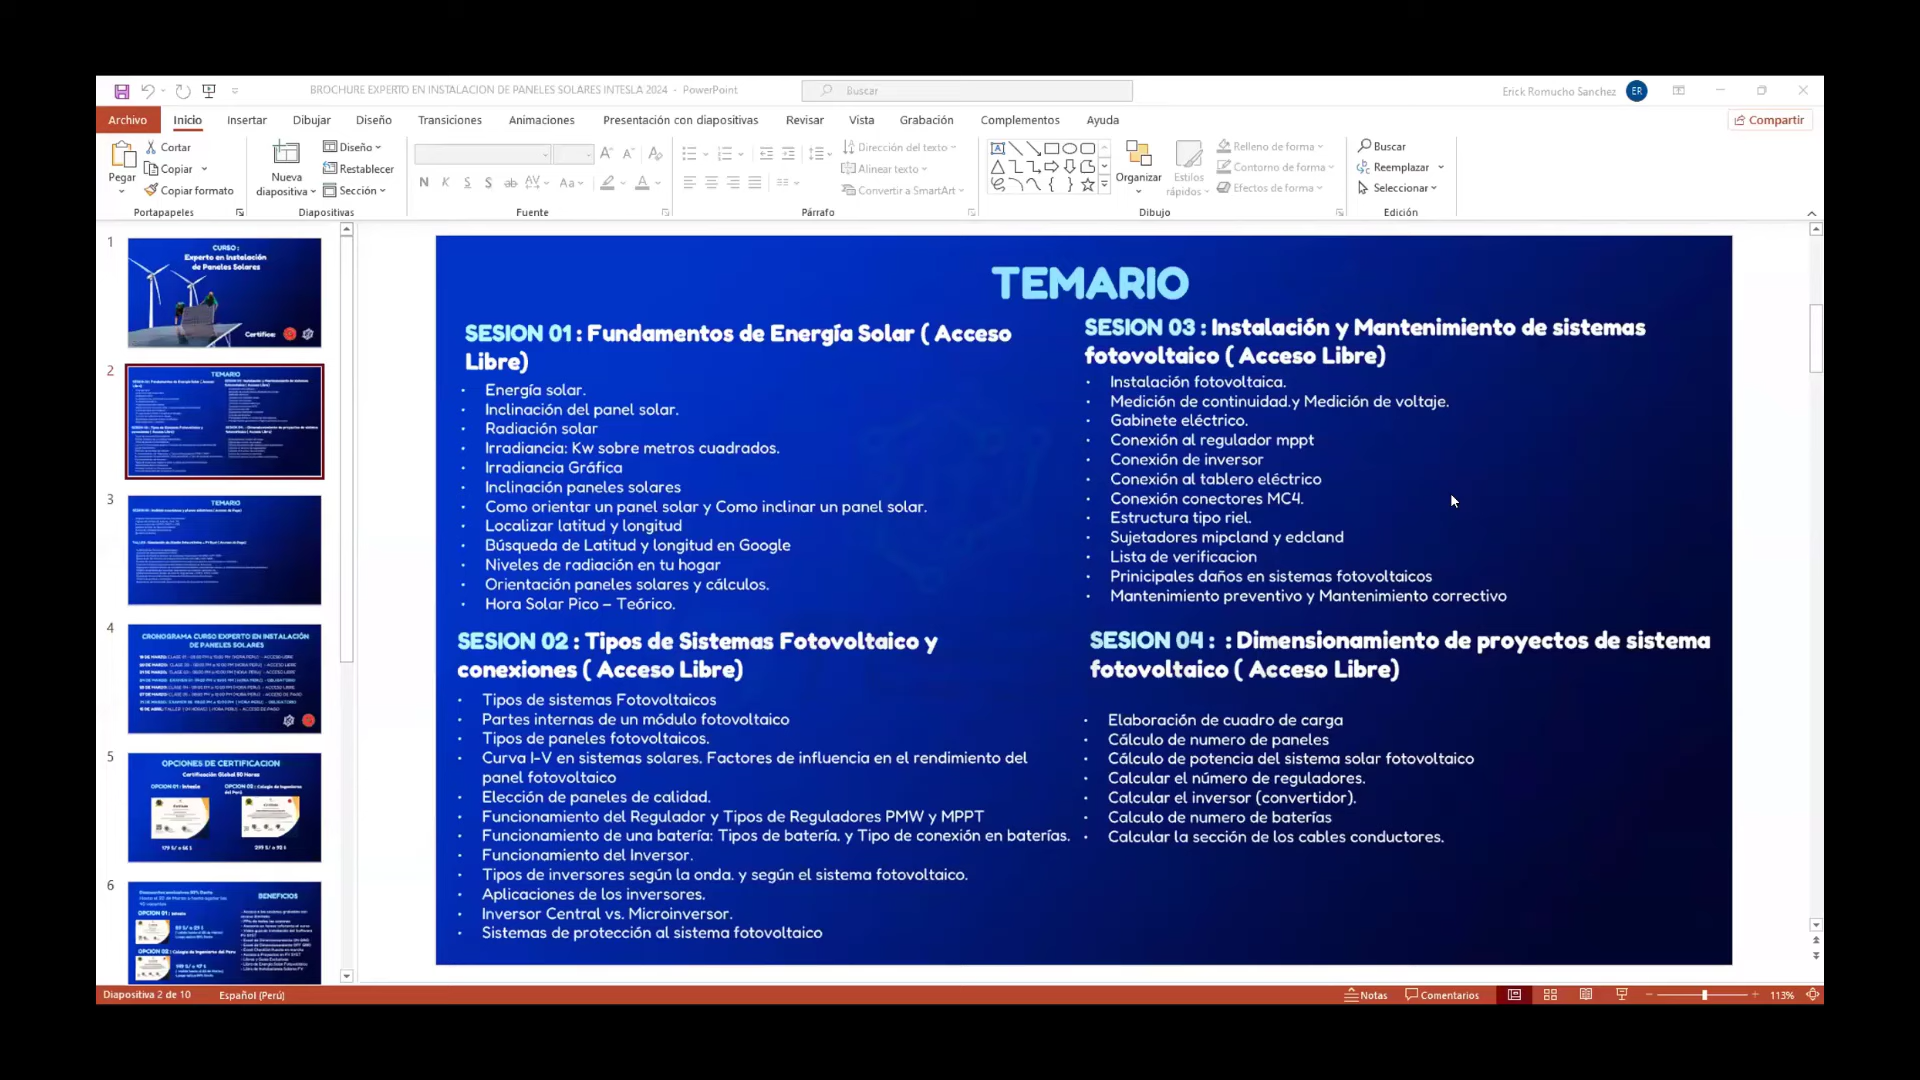 BROCHURE EXPERTO EN INSTALACION DE PANELES SOLARES INTESLA 2024 - PowerPoint
Buscar
Erick Romucho Sanchez
ER
Archivo
Inicio
Insertar
Dibujar
Diseño
Transiciones
Animaciones
Presentación con diapositivas
Revisar
Vista
Grabación
Complementos
Ayuda
Compartir
Pegar
Cortar
Copiar
Copiar formato
Portapapeles
Nueva diapositiva
Diseño
Restablecer
Sección
Diapositivas
Fuente
Dirección del texto
Alinear texto
Convertir a SmartArt
Párrafo
Organizar
Estilos rápidos
Relleno de forma
Contorno de forma
Efectos de forma
Dibujo
Buscar
Reemplazar
Seleccionar
Edición
1
CURSO :
Experto en Instalación
de Paneles Solares
Certifica:
2
3
TEMARIO
4
CRONOGRAMA CURSO EXPERTO EN INSTALACIÓN
DE PANELES SOLARES
5
OPCIONES DE CERTIFICACION
Certificación Global 80 Horas
6
BENEFICIOS
TEMARIO
SESION 01 : Fundamentos de Energía Solar ( Acceso
Libre)
• Energía solar.
• Inclinación del panel solar.
• Radiación solar
• Irradiancia: Kw sobre metros cuadrados.
• Irradiancia Gráfica
• Inclinación paneles solares
• Como orientar un panel solar y Como inclinar un panel solar.
• Localizar latitud y longitud
• Búsqueda de Latitud y longitud en Google
• Niveles de radiación en tu hogar
• Orientación paneles solares y cálculos.
• Hora Solar Pico – Teórico.
SESION 02 : Tipos de Sistemas Fotovoltaico y
conexiones ( Acceso Libre)
• Tipos de sistemas Fotovoltaicos
• Partes internas de un módulo fotovoltaico
• Tipos de paneles fotovoltaicos.
• Curva I-V en sistemas solares. Factores de influencia en el rendimiento del
panel fotovoltaico
• Elección de paneles de calidad.
• Funcionamiento del Regulador y Tipos de Reguladores PMW y MPPT
• Funcionamiento de una batería: Tipos de batería. y Tipo de conexión en baterías.
• Funcionamiento del Inversor.
• Tipos de inversores según la onda. y según el sistema fotovoltaico.
• Aplicaciones de los inversores.
• Inversor Central vs. Microinversor.
• Sistemas de protección al sistema fotovoltaico
SESION 03 : Instalación y Mantenimiento de sistemas
fotovoltaico ( Acceso Libre)
• Instalación fotovoltaica.
• Medición de continuidad.y Medición de voltaje.
• Gabinete eléctrico.
• Conexión al regulador mppt
• Conexión de inversor
• Conexión al tablero eléctrico
• Conexión conectores MC4.
• Estructura tipo riel.
• Sujetadores mipcland y edcland
• Lista de verificacion
• Prinicipales daños en sistemas fotovoltaicos
• Mantenimiento preventivo y Mantenimiento correctivo
SESION 04 : : Dimensionamiento de proyectos de sistema
fotovoltaico ( Acceso Libre)
• Elaboración de cuadro de carga
• Cálculo de numero de paneles
• Cálculo de potencia del sistema solar fotovoltaico
• Calcular el número de reguladores.
• Calcular el inversor (convertidor).
• Calculo de numero de baterías
• Calcular la sección de los cables conductores.
Diapositiva 2 de 10
Español (Perú)
Notas
Comentarios
113%